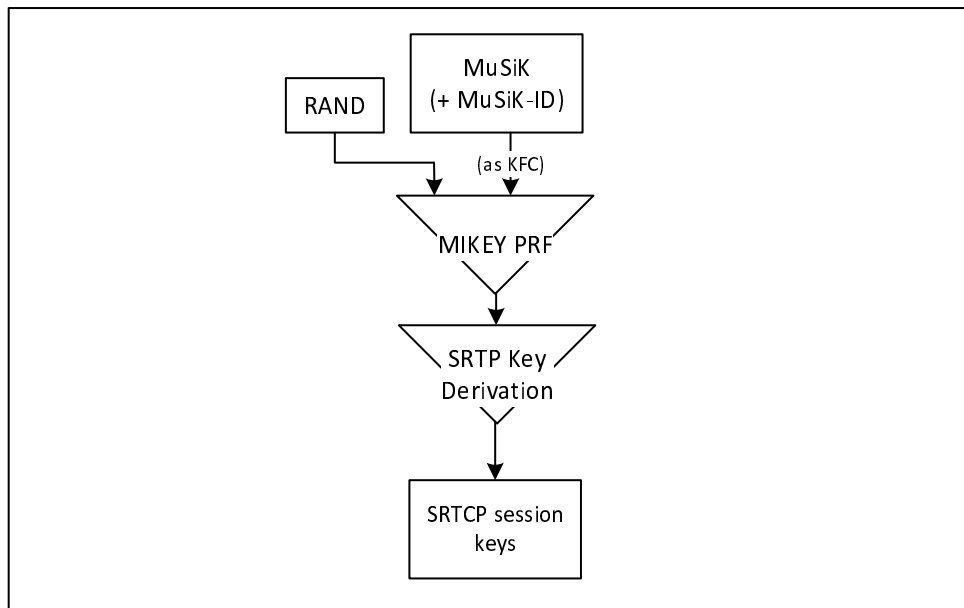 MuSiK
(+ MuSiK-ID)
RAND
(as KFC)
MIKEY PRF
SRTP Key
Derivation
SRTCP session
keys